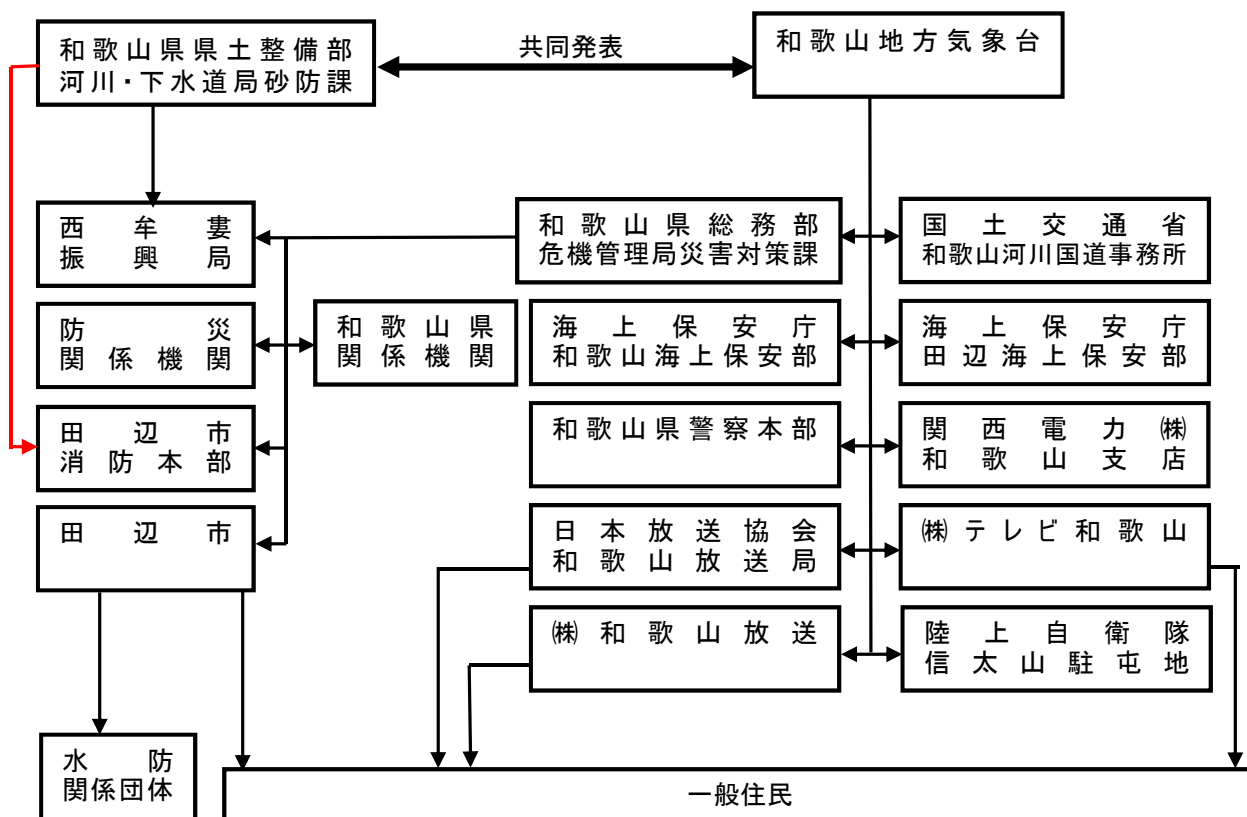 和歌山県県土整備部
河川・下水道局砂防課
共同発表
和歌山地方気象台
西牟婁
振興局
和歌山県総務部
危機管理局災害対策課
国土交通省
和歌山河川国道事務所
防災
関係機関
和歌山県
関係機関
海上保安庁
和歌山海上保安部
海上保安庁
田辺海上保安部
田辺市
消防本部
和歌山県警察本部
関西電力㈱
和歌山支店
田辺市
日本放送協会
和歌山放送局
㈱テレビ和歌山
㈱和歌山放送
陸上自衛隊
信太山駐屯地
水防
関係団体
一般住民